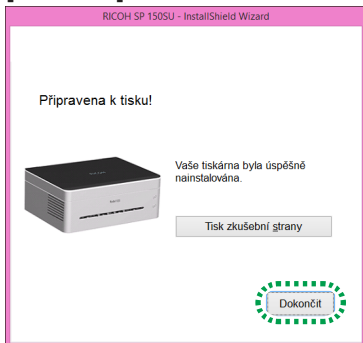 RICOH SP 150SU - InstallShield Wizard
Připravena k tisku!
Vaše tiskárna byla úspěšně
nainstalována.
Tisk zkušební strany
Dokončit